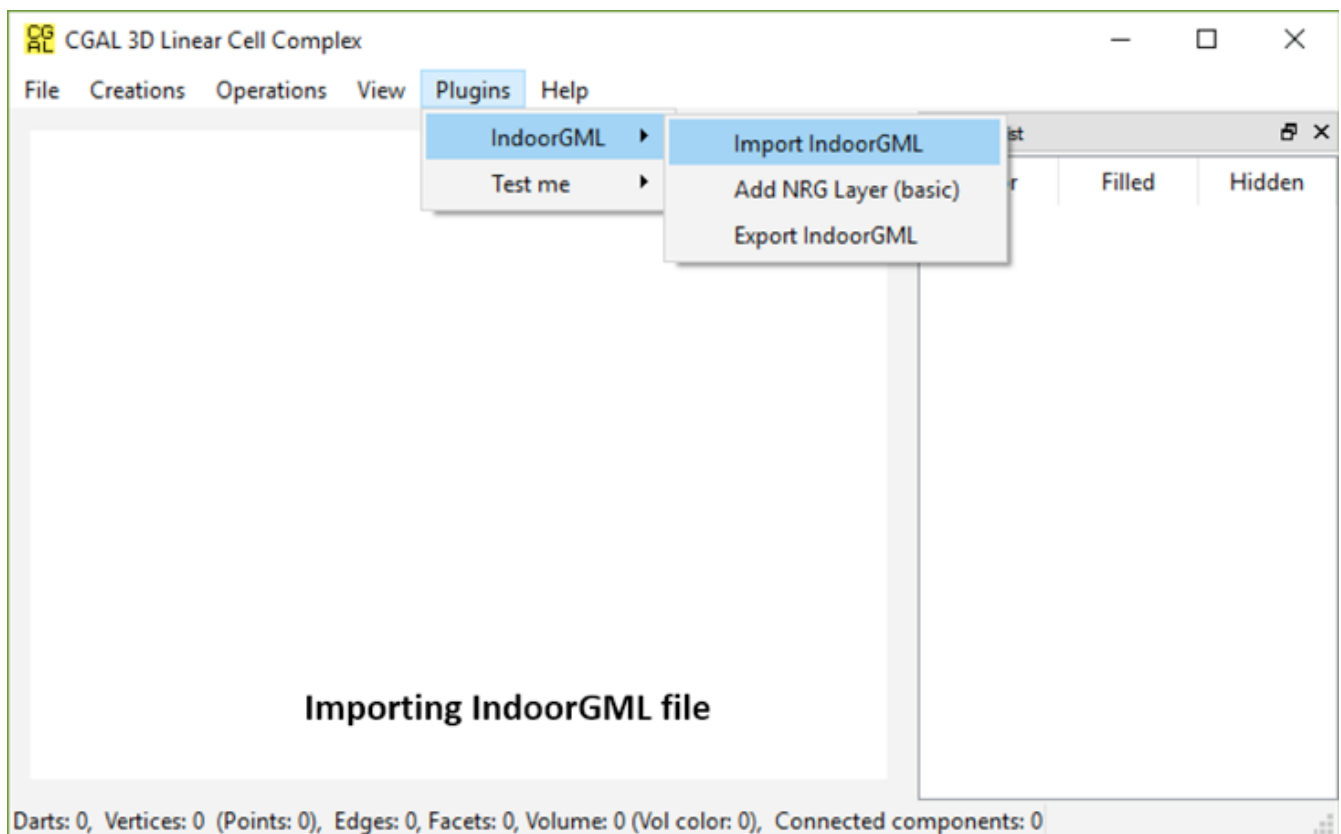 CG
AL CGAL 3D Linear Cell Complex
File Creations Operations View Plugins Help
IndoorGML
Test me
Import IndoorGML
Add NRG Layer (basic)
Export IndoorGML
ist
r Filled Hidden
Importing IndoorGML file
Darts: 0, Vertices: 0 (Points: 0), Edges: 0, Facets: 0, Volume: 0 (Vol color: 0), Connected components: 0